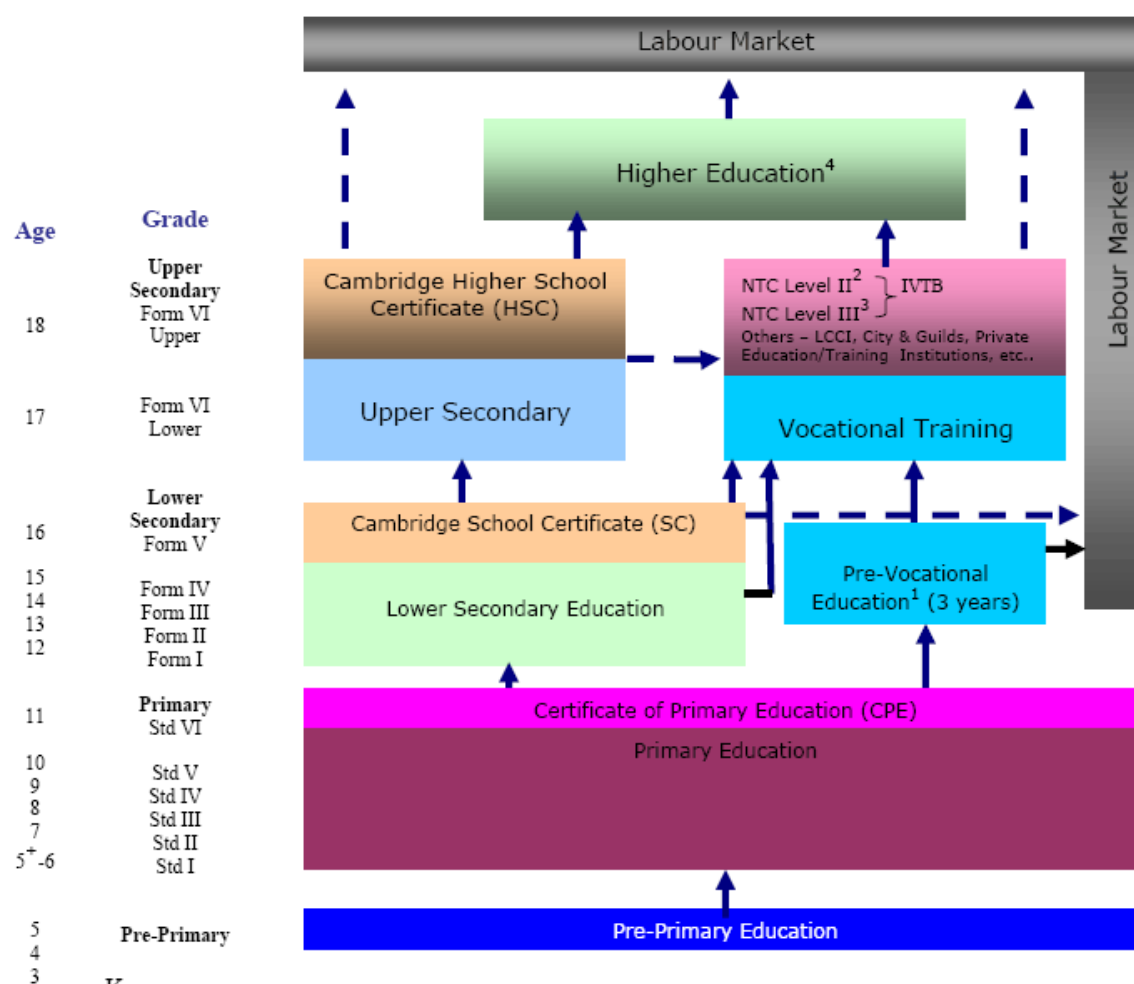 Labour Market
Labour Market
Higher Education⁴
Age
Grade
Upper
Secondary
Form VI
Upper
18
Cambridge Higher School
Certificate (HSC)
NTC Level II²
NTC Level III³
IVTB
Others – LCCI, City & Guilds, Private
Education/Training Institutions, etc..
17
Form VI
Lower
Upper Secondary
Vocational Training
Lower
Secondary
Form V
16
Cambridge School Certificate (SC)
15
14
13
12
Form IV
Form III
Form II
Form I
Lower Secondary Education
Pre-Vocational
Education¹ (3 years)
Primary
Std VI
11
Certificate of Primary Education (CPE)
Primary Education
10
9
8
7
5⁺-6
Std V
Std IV
Std III
Std II
Std I
5
4
3
Pre-Primary
Pre-Primary Education